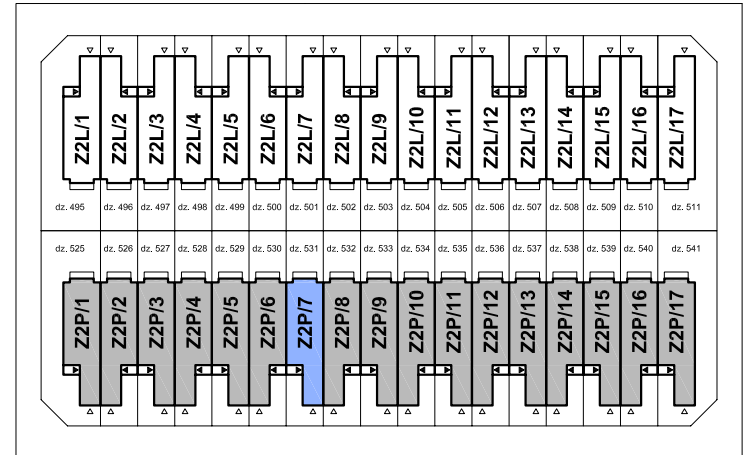 Z2L/1 Z2L/2 Z2L/3 Z2L/4 Z2L/5 Z2L/6 Z2L/7 Z2L/8 Z2L/9 Z2L/10 Z2L/11 Z2L/12 Z2L/13 Z2L/14 Z2L/15 Z2L/16 Z2L/17
dz. 495 dz. 496 dz. 497 dz. 498 dz. 499 dz. 500 dz. 501 dz. 502 dz. 503 dz. 504 dz. 505 dz. 506 dz. 507 dz. 508 dz. 509 dz. 510 dz. 511
dz. 525 dz. 526 dz. 527 dz. 528 dz. 529 dz. 530 dz. 531 dz. 532 dz. 533 dz. 534 dz. 535 dz. 536 dz. 537 dz. 538 dz. 539 dz. 540 dz. 541
Z2P/1 Z2P/2 Z2P/3 Z2P/4 Z2P/5 Z2P/6 Z2P/7 Z2P/8 Z2P/9 Z2P/10 Z2P/11 Z2P/12 Z2P/13 Z2P/14 Z2P/15 Z2P/16 Z2P/17